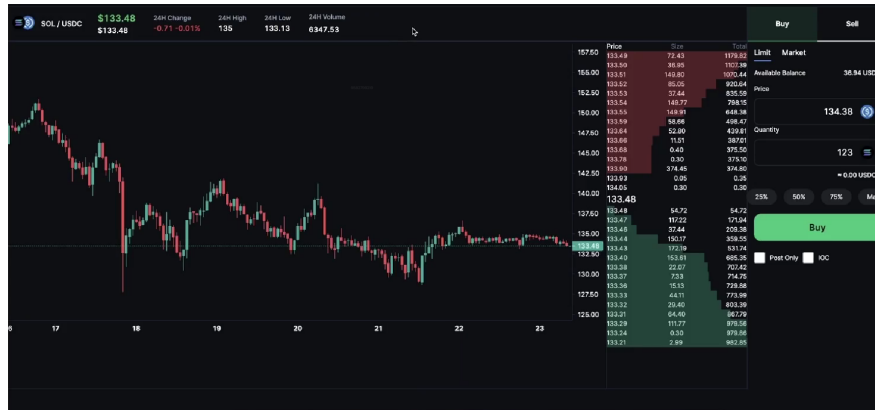 SOL / USDC
$133.48
$133.48
24H Change
-0.71 -0.01%
24H High
135
24H Low
133.13
24H Volume
6347.53
157.50
155.00
152.50
150.00
147.50
145.00
142.50
140.00
137.50
135.00
133.48
132.50
130.00
127.50
125.00
6 17 18 19 20 21 22 23
Price Size Total
133.49 72.43 1179.82
133.50 36.95 1107.39
133.51 149.80 1070.44
133.52 85.05 920.64
133.53 37.44 835.59
133.54 149.77 798.15
133.55 149.91 648.38
133.59 58.66 498.47
133.64 52.80 439.81
133.66 11.51 387.01
133.68 0.40 375.50
133.76 0.30 375.10
133.90 374.45 374.80
133.93 0.05 0.35
134.05 0.30 0.30
133.48
133.48 54.72 54.72
133.47 117.22 171.94
133.46 37.44 209.38
133.44 150.17 359.55
133.43 172.19 531.74
133.40 153.61 685.35
133.38 22.07 707.42
133.37 7.33 714.75
133.36 15.13 729.88
133.33 44.11 773.99
133.32 29.40 803.39
133.31 64.40 867.79
111.77
133.24 0.30 979.86
133.21 2.99 982.85
Buy Sell
Limit Market
Available Balance 36.94 USD
Price
134.38
Quantity
123
≈ 0.00 USDC
25% 50% 75% Ma
Buy
Post Only IOC